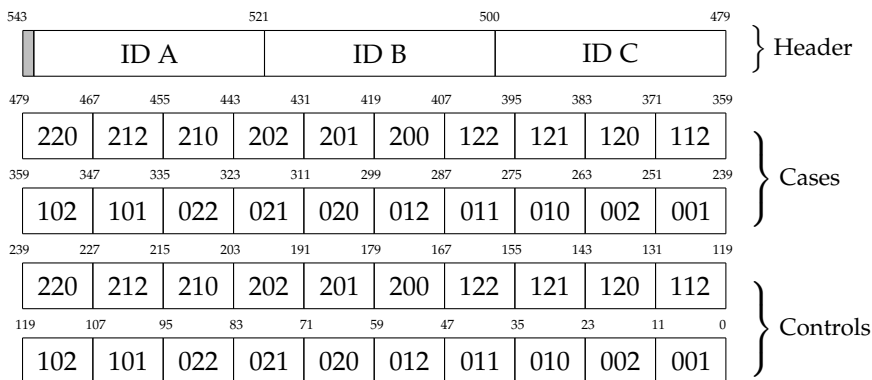 543 521 500 479
ID A ID B ID C Header
479 467 455 443 431 419 407 395 383 371 359
220 212 210 202 201 200 122 121 120 112
359 347 335 323 311 299 287 275 263 251 239
Cases
102 101 022 021 020 012 011 010 002 001
239 227 215 203 191 179 167 155 143 131 119
220 212 210 202 201 200 122 121 120 112
119 107 95 83 71 59 47 35 23 11 0
Controls
102 101 022 021 020 012 011 010 002 001